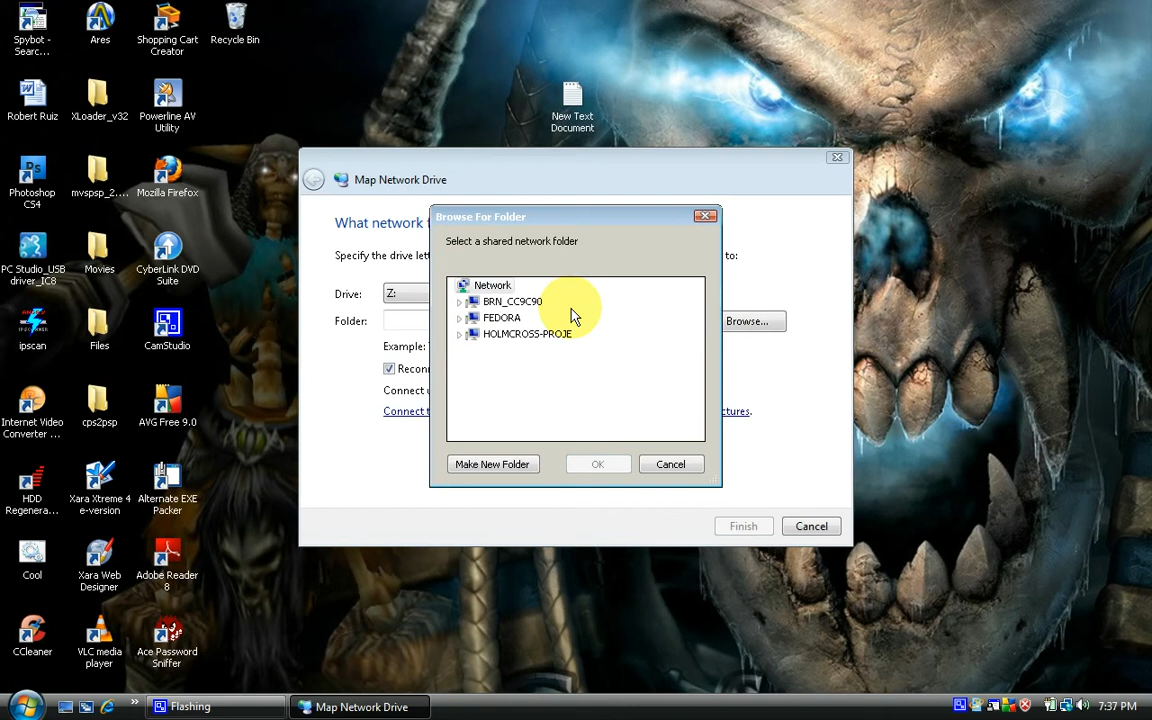 Spybot -
Searc...
Ares
Shopping Cart
Creator
Recycle Bin
Robert Ruiz
XLoader_v32
Powerline AV
Utility
New Text
Document
Photoshop
CS4
mvspsp_2....
Mozilla Firefox
PC Studio_USB
driver_IC8
Movies
CyberLink DVD
Suite
ipscan
Files
CamStudio
Internet Video
Converter ...
cps2psp
AVG Free 9.0
HDD
Regenera...
Xara Xtreme 4
e-version
Alternate EXE
Packer
Cool
Xara Web
Designer
Adobe Reader
8
CCleaner
VLC media
player
Ace Password
Sniffer
Map Network Drive
What network f
Specify the drive lett
to:
Drive:
Z:
Folder:
Browse...
Example:
Reconn
Connect u
Connect t
ctures.
Finish
Cancel
Browse For Folder
Select a shared network folder
Network
BRN_CC9C90
FEDORA
HOLMCROSS-PROJE
Make New Folder
OK
Cancel
Flashing
Map Network Drive
7:37 PM